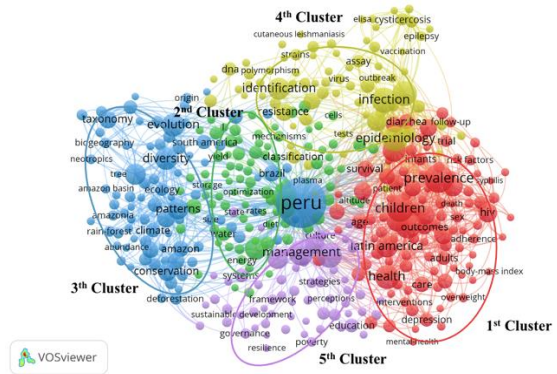 4th Cluster
elisa cysticercosis
cutaneous leishmaniasis
epilepsy
strains
vaccination
assay
dna polymorphism
virus outbreak
identification
origin
2nd Cluster
infection
resistance
cells
diarrhea follow-up
taxonomy
evolution
mechanisms
tests
epidemiology trial
biogeography
south america
neotropics
diversity
yield
classification
infants risk factors
survival
tree
brazil
plasma
prevalence
amazon basin
ecology
storage
optimization
patient
syphilis
peru
altitude
children
death
amazonia
patterns
state rates
sex
hiv
rain-forest climate
water
diet
age
outcomes
culture
adherence
abundance
amazon
management
latin america
energy
adults
conservation
systems
strategies
health
care
body-mass index
3th Cluster
deforestation
framework
perceptions
interventions
overweight
sustainable development
depression
1st Cluster
governance
education
resilience
poverty
mental health
5th Cluster
VOSviewer